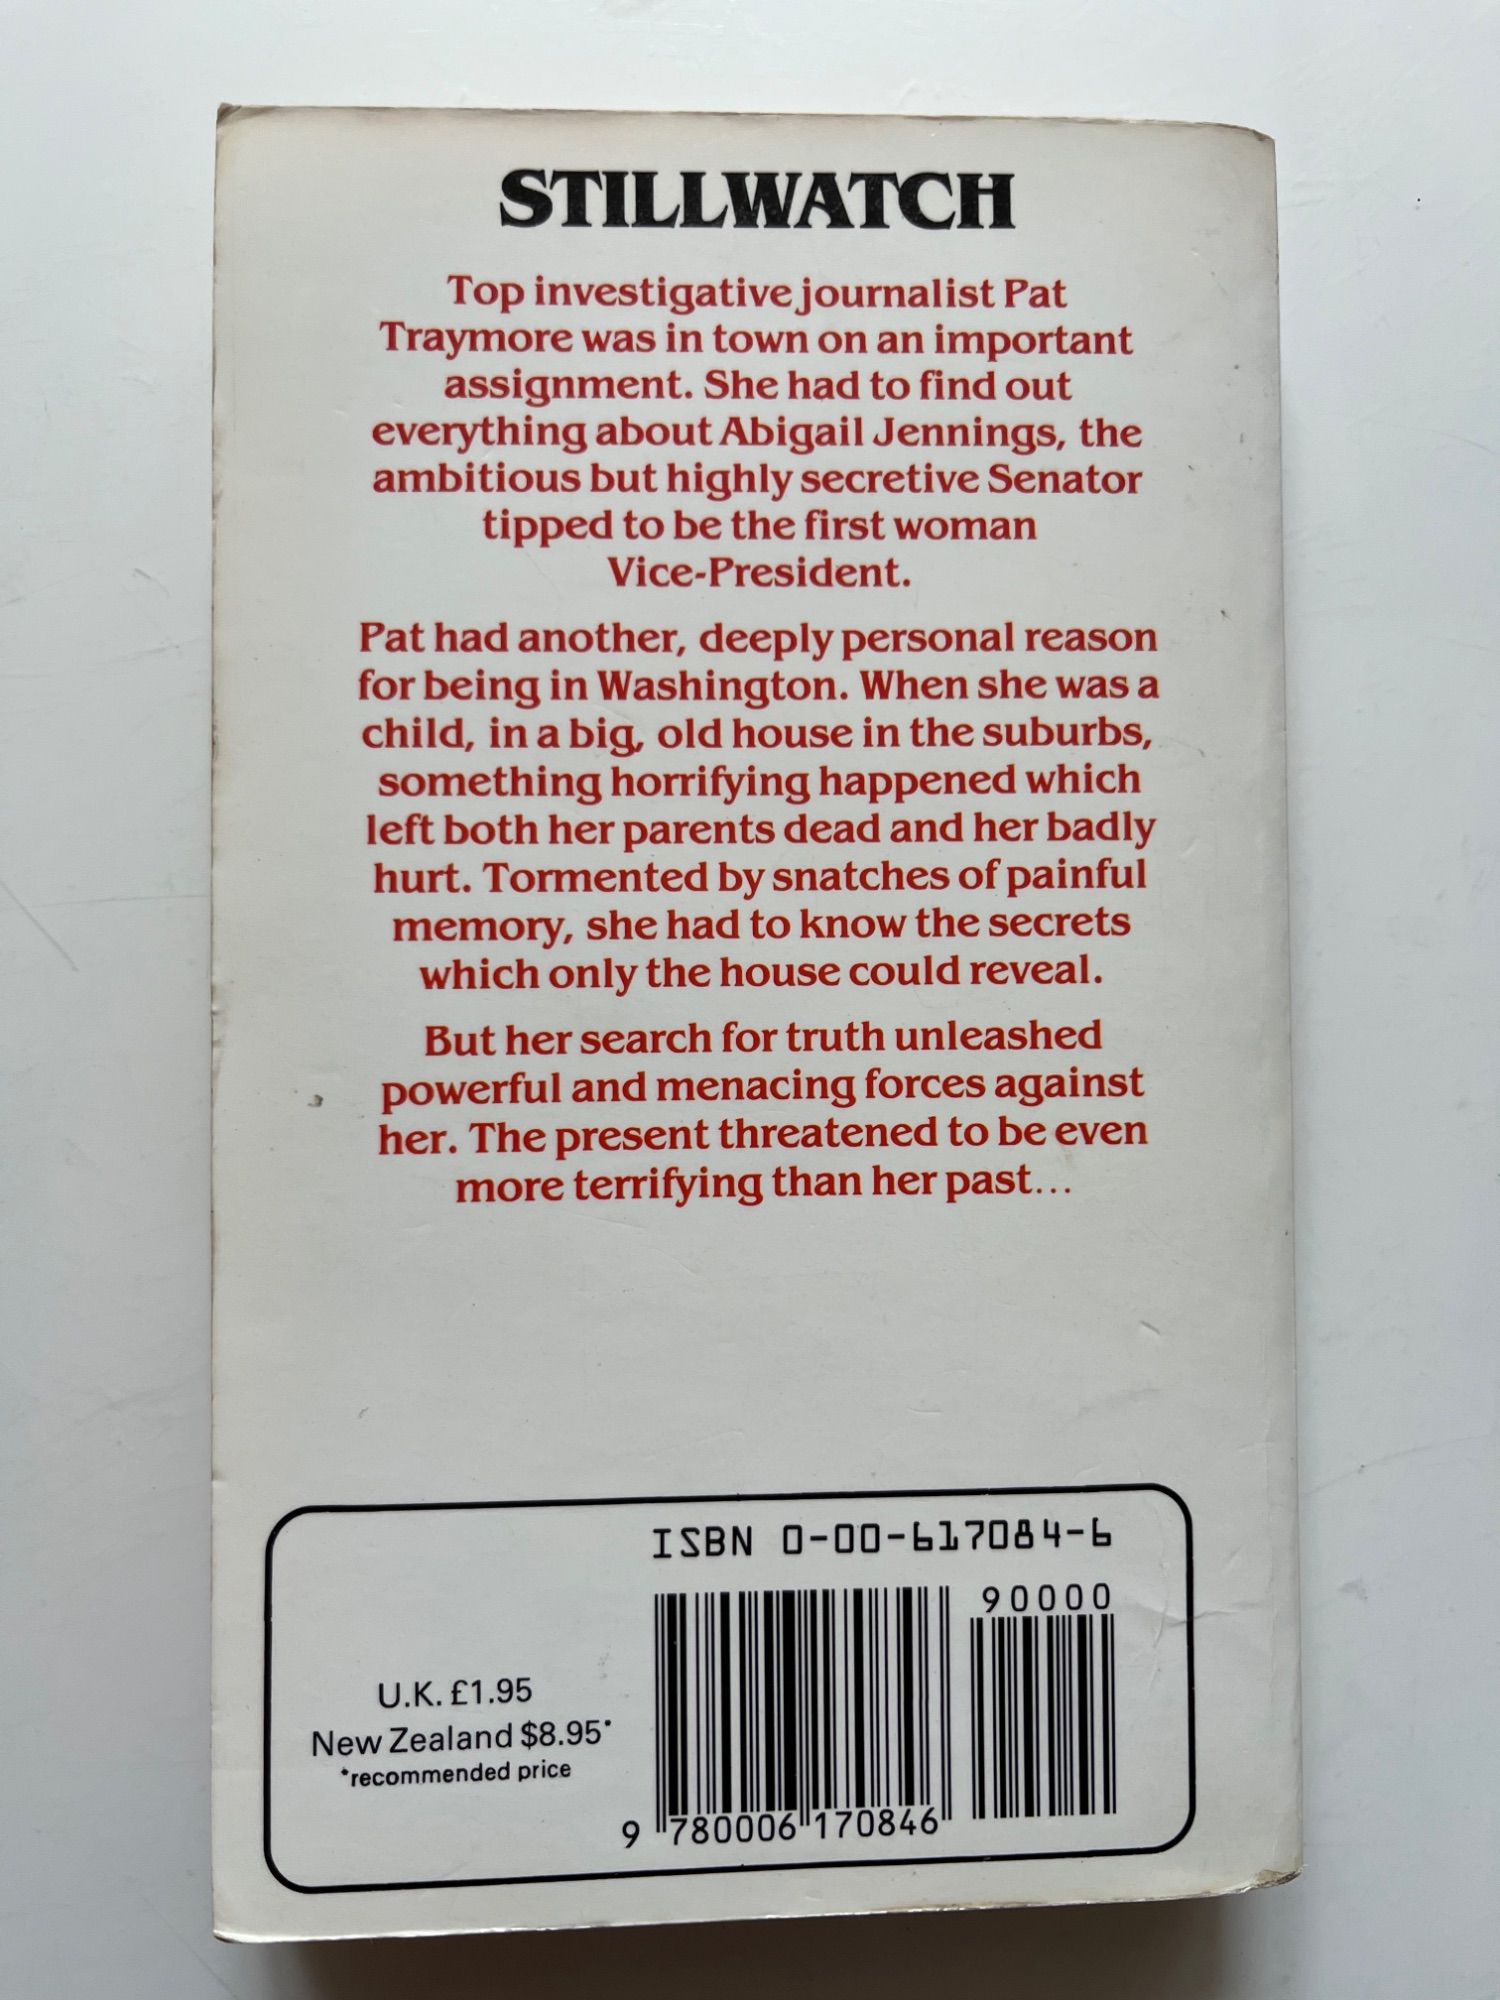 STILLWATCH
Top investigative journalist Pat
Traymore was in town on an important
assignment. She had to find out
everything about Abigail Jennings, the
ambitious but highly secretive Senator
tipped to be the first woman
Vice-President.
Pat had another, deeply personal reason
for being in Washington. When she was a
child, in a big, old house in the suburbs,
something horrifying happened which
left both her parents dead and her badly
hurt. Tormented by snatches of painful
memory, she had to know the secrets
which only the house could reveal.
But her search for truth unleashed
powerful and menacing forces against
her. The present threatened to be even
more terrifying than her past...
ISBN 0-00-617084-6
90000
U.K. £1.95
New Zealand $8.95*
*recommended price
9 780006 170846